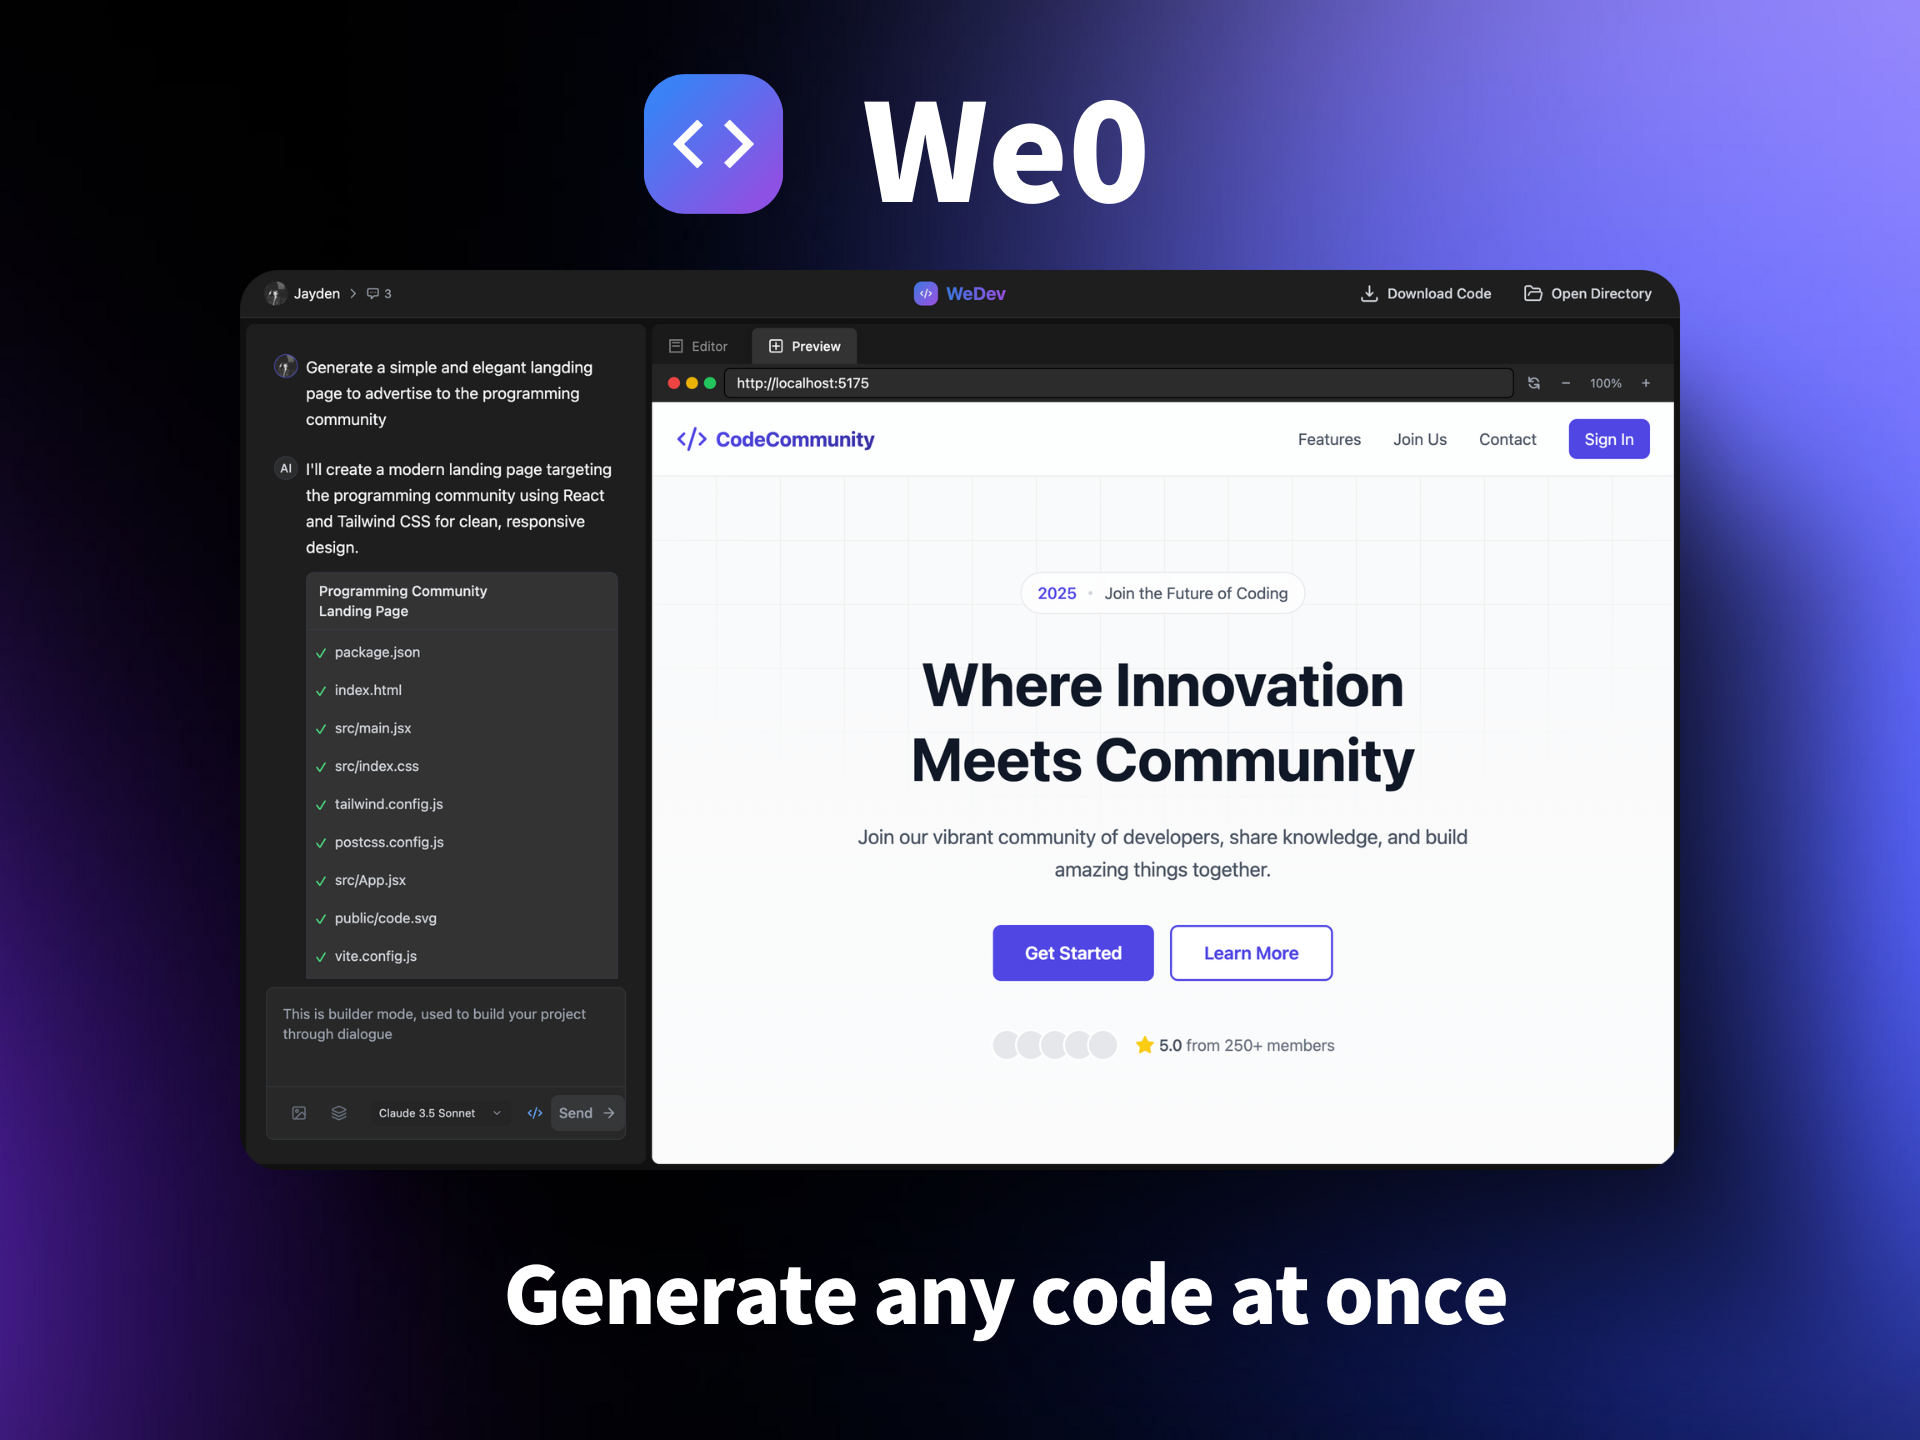 We0
Jayden
3
WeDev
Download Code
Open Directory
Generate a simple and elegant langding
page to advertise to the programming
community
AI
I'll create a modern landing page targeting
the programming community using React
and Tailwind CSS for clean, responsive
design.
Programming Community
Landing Page
package.json
index.html
src/main.jsx
src/index.css
tailwind.config.js
postcss.config.js
src/App.jsx
public/code.svg
vite.config.js
This is builder mode, used to build your project
through dialogue
Claude 3.5 Sonnet
Send
Editor
Preview
http://localhost:5175
100%
CodeCommunity
Features
Join Us
Contact
Sign In
2025 • Join the Future of Coding
Where Innovation
Meets Community
Join our vibrant community of developers, share knowledge, and build
amazing things together.
Get Started
Learn More
5.0 from 250+ members
Generate any code at once